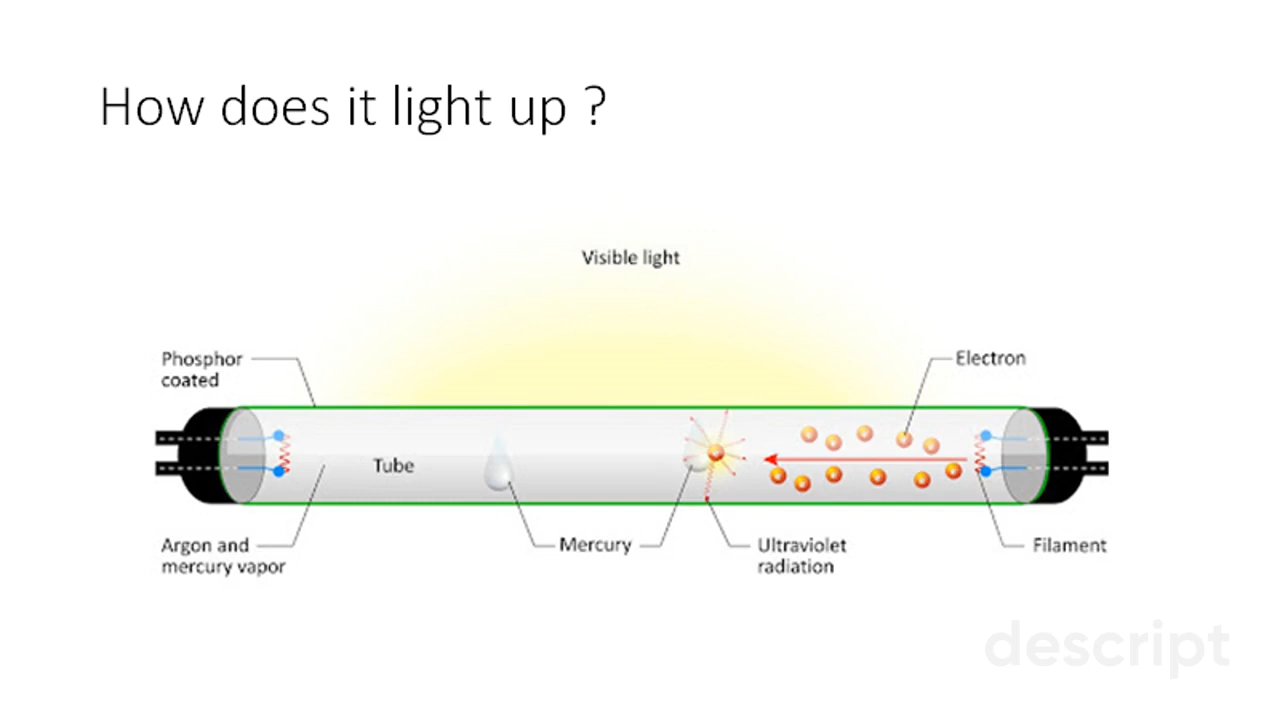 How does it light up ?
Visible light
Phosphor
coated
Electron
Tube
Argon and
mercury vapor
Mercury
Ultraviolet
radiation
Filament
descript